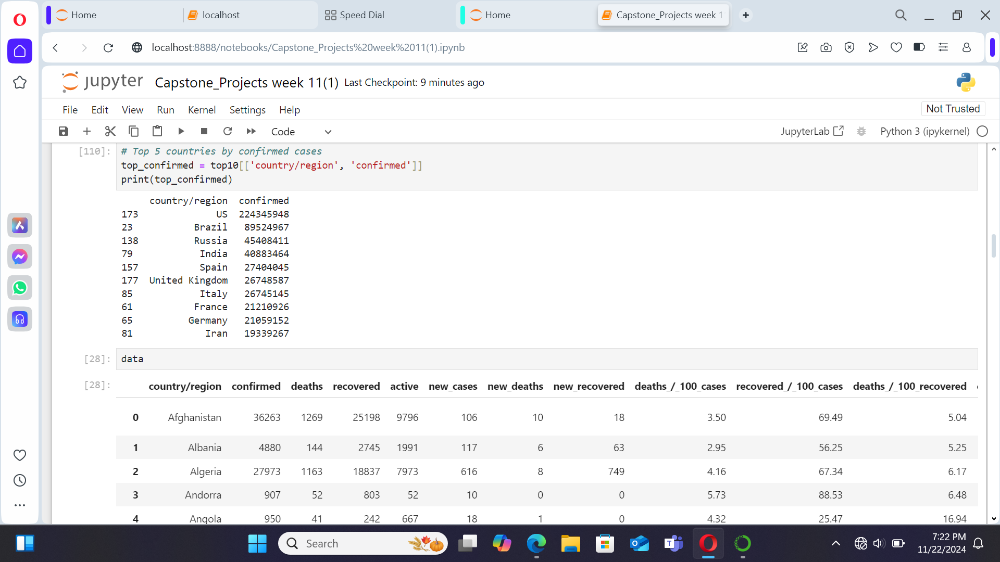 Home
localhost
Speed Dial
Home
Capstone_Projects week 1
localhost:8888/notebooks/Capstone_Projects%20week%2011(1).ipynb
jupyter
Capstone_Projects week 11(1)
Last Checkpoint: 9 minutes ago
File Edit View Run Kernel Settings Help
Not Trusted
Code
JupyterLab
Python 3 (ipykernel)
[110]:
# Top 5 countries by confirmed cases
top_confirmed = top10[['country/region', 'confirmed']]
print(top_confirmed)
country/region confirmed
173 US 224345948
23 Brazil 89524967
138 Russia 45408411
79 India 40883464
157 Spain 27404045
177 United Kingdom 26748587
85 Italy 26745145
61 France 21210926
65 Germany 21059152
81 Iran 19339267
[28]: data
[28]:
country/region confirmed deaths recovered active new_cases new_deaths new_recovered deaths_/_100_cases recovered_/_100_cases deaths_/_100_recovered
0 Afghanistan 36263 1269 25198 9796 106 10 18 3.50 69.49 5.04
1 Albania 4880 144 2745 1991 117 6 63 2.95 56.25 5.25
2 Algeria 27973 1163 18837 7973 616 8 749 4.16 67.34 6.17
3 Andorra 907 52 803 52 10 0 0 5.73 88.53 6.48
4 Angola 950 41 242 667 18 1 0 4.32 25.47 16.94
Search
7:22 PM
11/22/2024